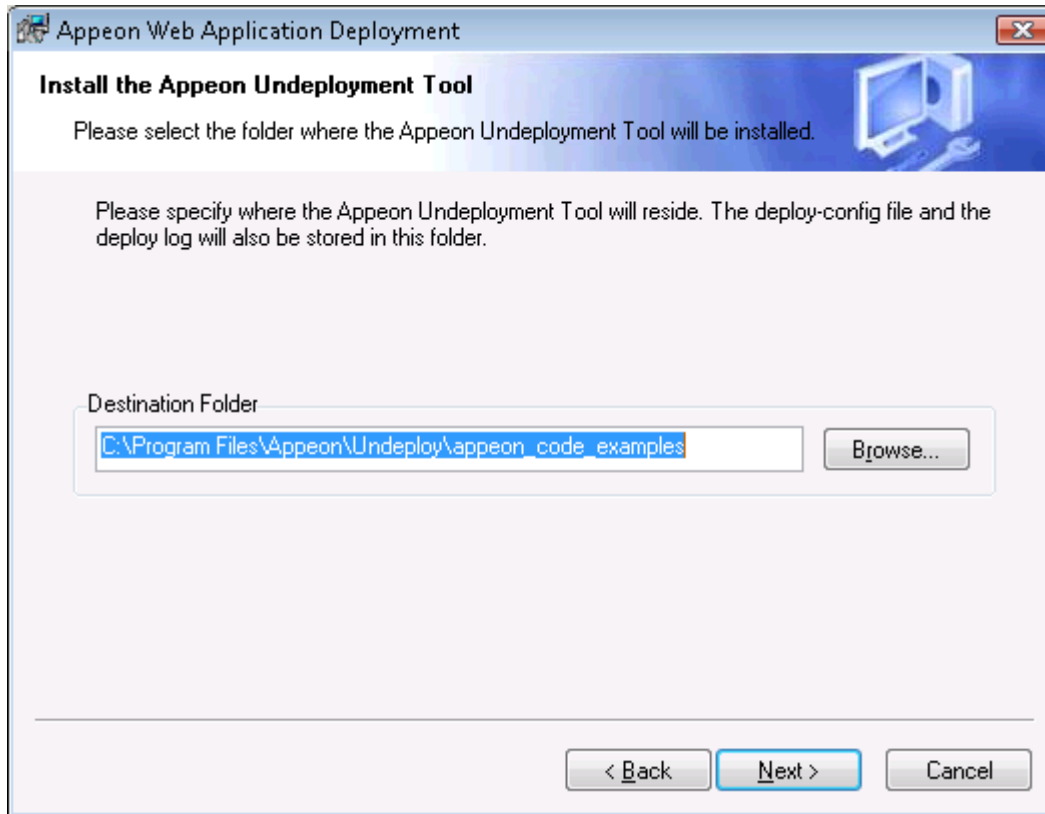 Appeon Web Application Deployment
Install the Appeon Undeployment Tool
Please select the folder where the Appeon Undeployment Tool will be installed.
Please specify where the Appeon Undeployment Tool will reside. The deploy-config file and the
deploy log will also be stored in this folder.
Destination Folder
C:\Program Files\Appeon\Undeploy\appeon_code_examples
Browse...
< Back
Next >
Cancel